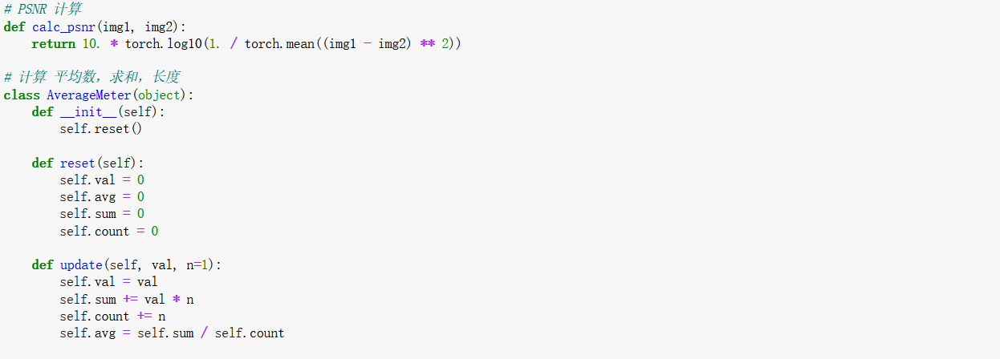 # PSNR 计算
def calc_psnr(img1, img2):
    return 10. * torch.log10(1. / torch.mean((img1 - img2) ** 2))
# 计算 平均数，求和，长度
class AverageMeter(object):
    def __init__(self):
        self.reset()
    def reset(self):
        self.val = 0
        self.avg = 0
        self.sum = 0
        self.count = 0
    def update(self, val, n=1):
        self.val = val
        self.sum += val * n
        self.count += n
        self.avg = self.sum / self.count